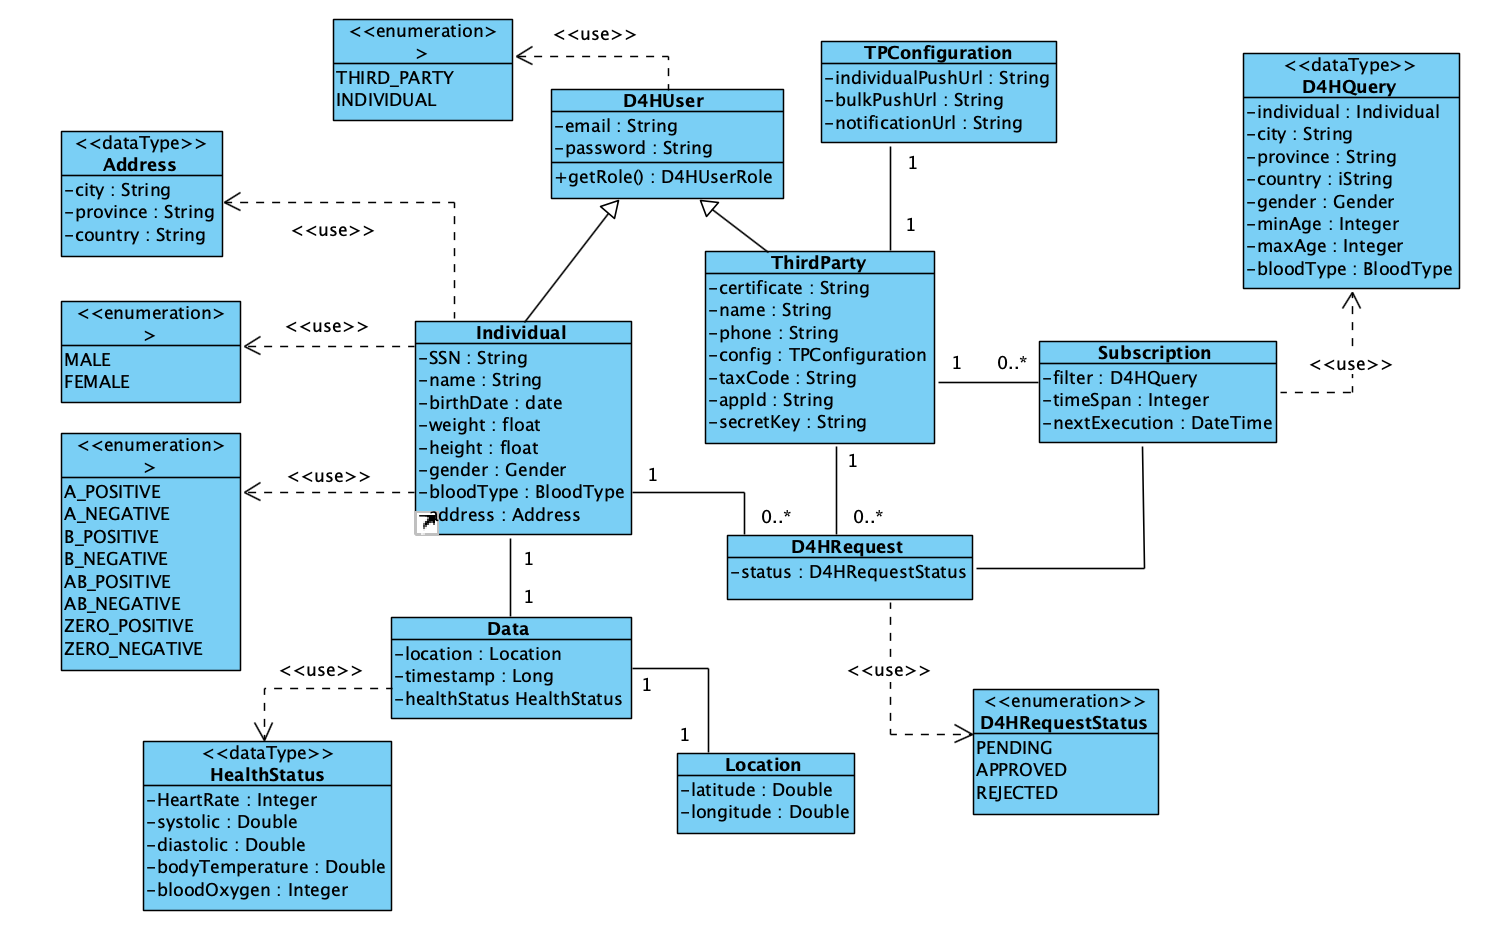 <<enumeration>
>
THIRD_PARTY
INDIVIDUAL
<<use>>
D4HUser
-email : String
-password : String
+getRole() : D4HUserRole
TPConfiguration
-individualPushUrl : String
-bulkPushUrl : String
-notificationUrl : String
1
1
<<dataType>>
D4HQuery
-individual : Individual
-city : String
-province : String
-country : iString
-gender : Gender
-minAge : Integer
-maxAge : Integer
-bloodType : BloodType
<<dataType>>
Address
-city : String
-province : String
-country : String
<<use>>
<<enumeration>
>
MALE
FEMALE
<<use>>
<<enumeration>
>
A_POSITIVE
A_NEGATIVE
B_POSITIVE
B_NEGATIVE
AB_POSITIVE
AB_NEGATIVE
ZERO_POSITIVE
ZERO_NEGATIVE
<<use>>
Individual
-SSN : String
-name : String
-birthDate : date
-weight : float
-height : float
-gender : Gender
-bloodType : BloodType
address : Address
ThirdParty
-certificate : String
-name : String
-phone : String
-config : TPConfiguration
-taxCode : String
-appId : String
-secretKey : String
1
0..*
Subscription
-filter : D4HQuery
-timeSpan : Integer
-nextExecution : DateTime
<<use>>
1
0..*
1
0..*
D4HRequest
-status : D4HRequestStatus
1
1
Data
-location : Location
-timestamp : Long
-healthStatus HealthStatus
<<use>>
<<dataType>>
HealthStatus
-HeartRate : Integer
-systolic : Double
-diastolic : Double
-bodyTemperature : Double
-bloodOxygen : Integer
1
1
Location
-latitude : Double
-longitude : Double
<<use>>
<<enumeration>>
D4HRequestStatus
PENDING
APPROVED
REJECTED